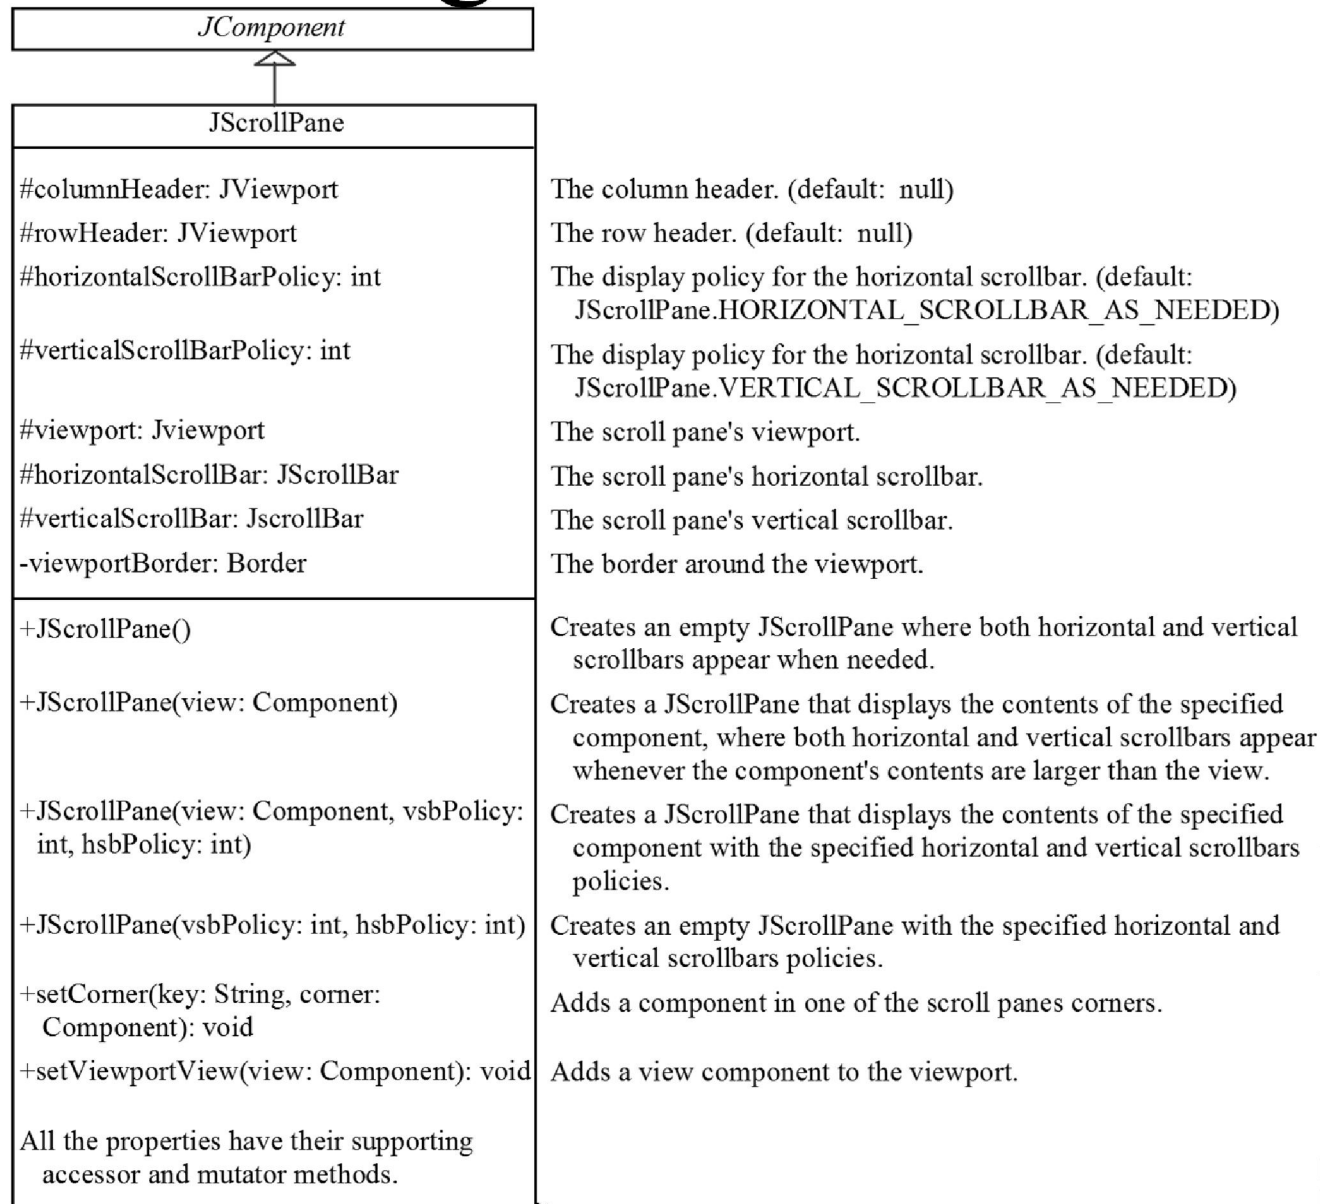 JComponent
JScrollPane
#columnHeader: JViewport
The column header. (default: null)
#rowHeader: JViewport
The row header. (default: null)
#horizontalScrollBarPolicy: int
The display policy for the horizontal scrollbar. (default:
JScrollPane.HORIZONTAL_SCROLLBAR_AS_NEEDED)
#verticalScrollBarPolicy: int
The display policy for the horizontal scrollbar. (default:
JScrollPane.VERTICAL_SCROLLBAR_AS_NEEDED)
#viewport: Jviewport
The scroll pane's viewport.
#horizontalScrollBar: JScrollBar
The scroll pane's horizontal scrollbar.
#verticalScrollBar: JscrollBar
The scroll pane's vertical scrollbar.
-viewportBorder: Border
The border around the viewport.
+JScrollPane()
Creates an empty JScrollPane where both horizontal and vertical
scrollbars appear when needed.
+JScrollPane(view: Component)
Creates a JScrollPane that displays the contents of the specified
component, where both horizontal and vertical scrollbars appear
whenever the component's contents are larger than the view.
+JScrollPane(view: Component, vsbPolicy:
int, hsbPolicy: int)
Creates a JScrollPane that displays the contents of the specified
component with the specified horizontal and vertical scrollbars
policies.
+JScrollPane(vsbPolicy: int, hsbPolicy: int)
Creates an empty JScrollPane with the specified horizontal and
vertical scrollbars policies.
+setCorner(key: String, corner:
Component): void
Adds a component in one of the scroll panes corners.
+setViewportView(view: Component): void
Adds a view component to the viewport.
All the properties have their supporting
accessor and mutator methods.